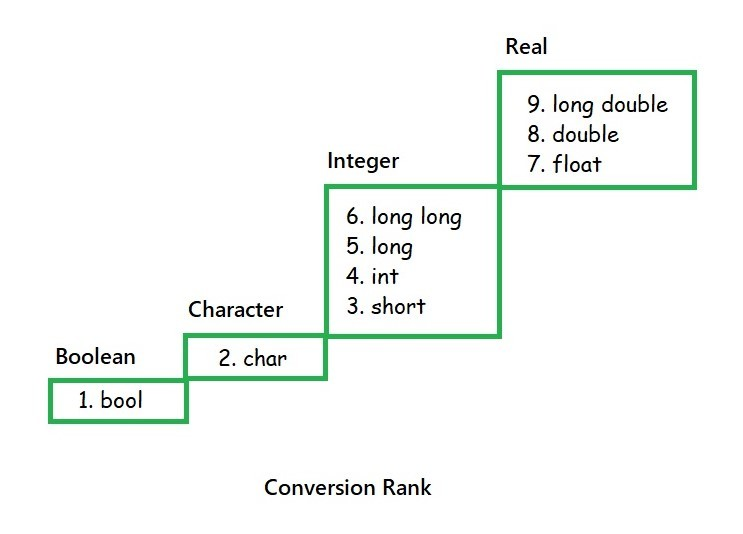 Real
9. long double
8. double
7. float
Integer
6. long long
5. long
4. int
3. short
Character
2. char
Boolean
1. bool
Conversion Rank